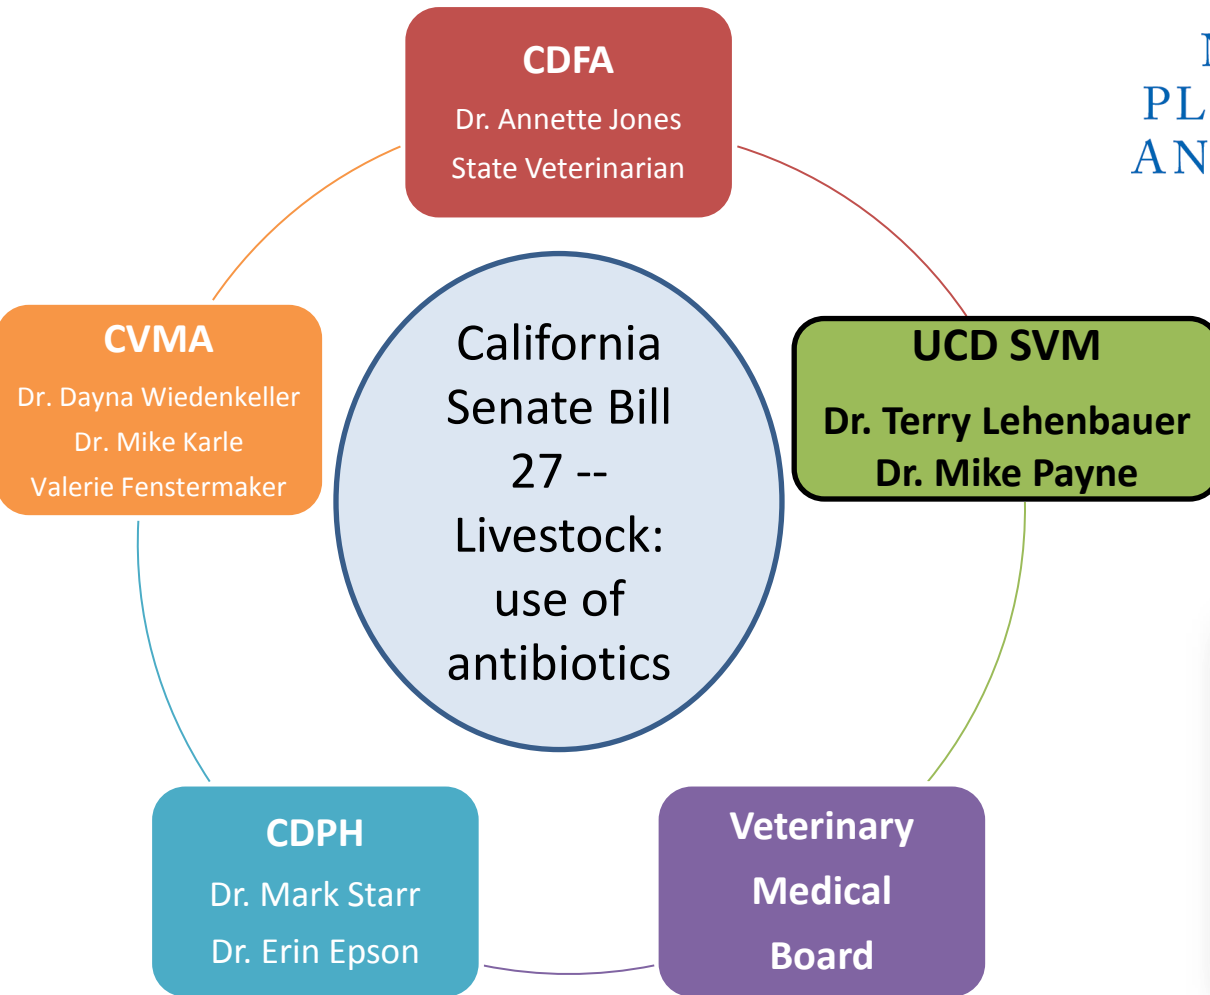 CDFA
Dr. Annette Jones
State Veterinarian
PL
AN
CVMA
Dr. Dayna Wiedenkeller
Dr. Mike Karle
Valerie Fenstermaker
California
Senate Bill
27 --
Livestock:
use of
antibiotics
UCD SVM
Dr. Terry Lehenbauer
Dr. Mike Payne
CDPH
Dr. Mark Starr
Dr. Erin Epson
Veterinary
Medical
Board